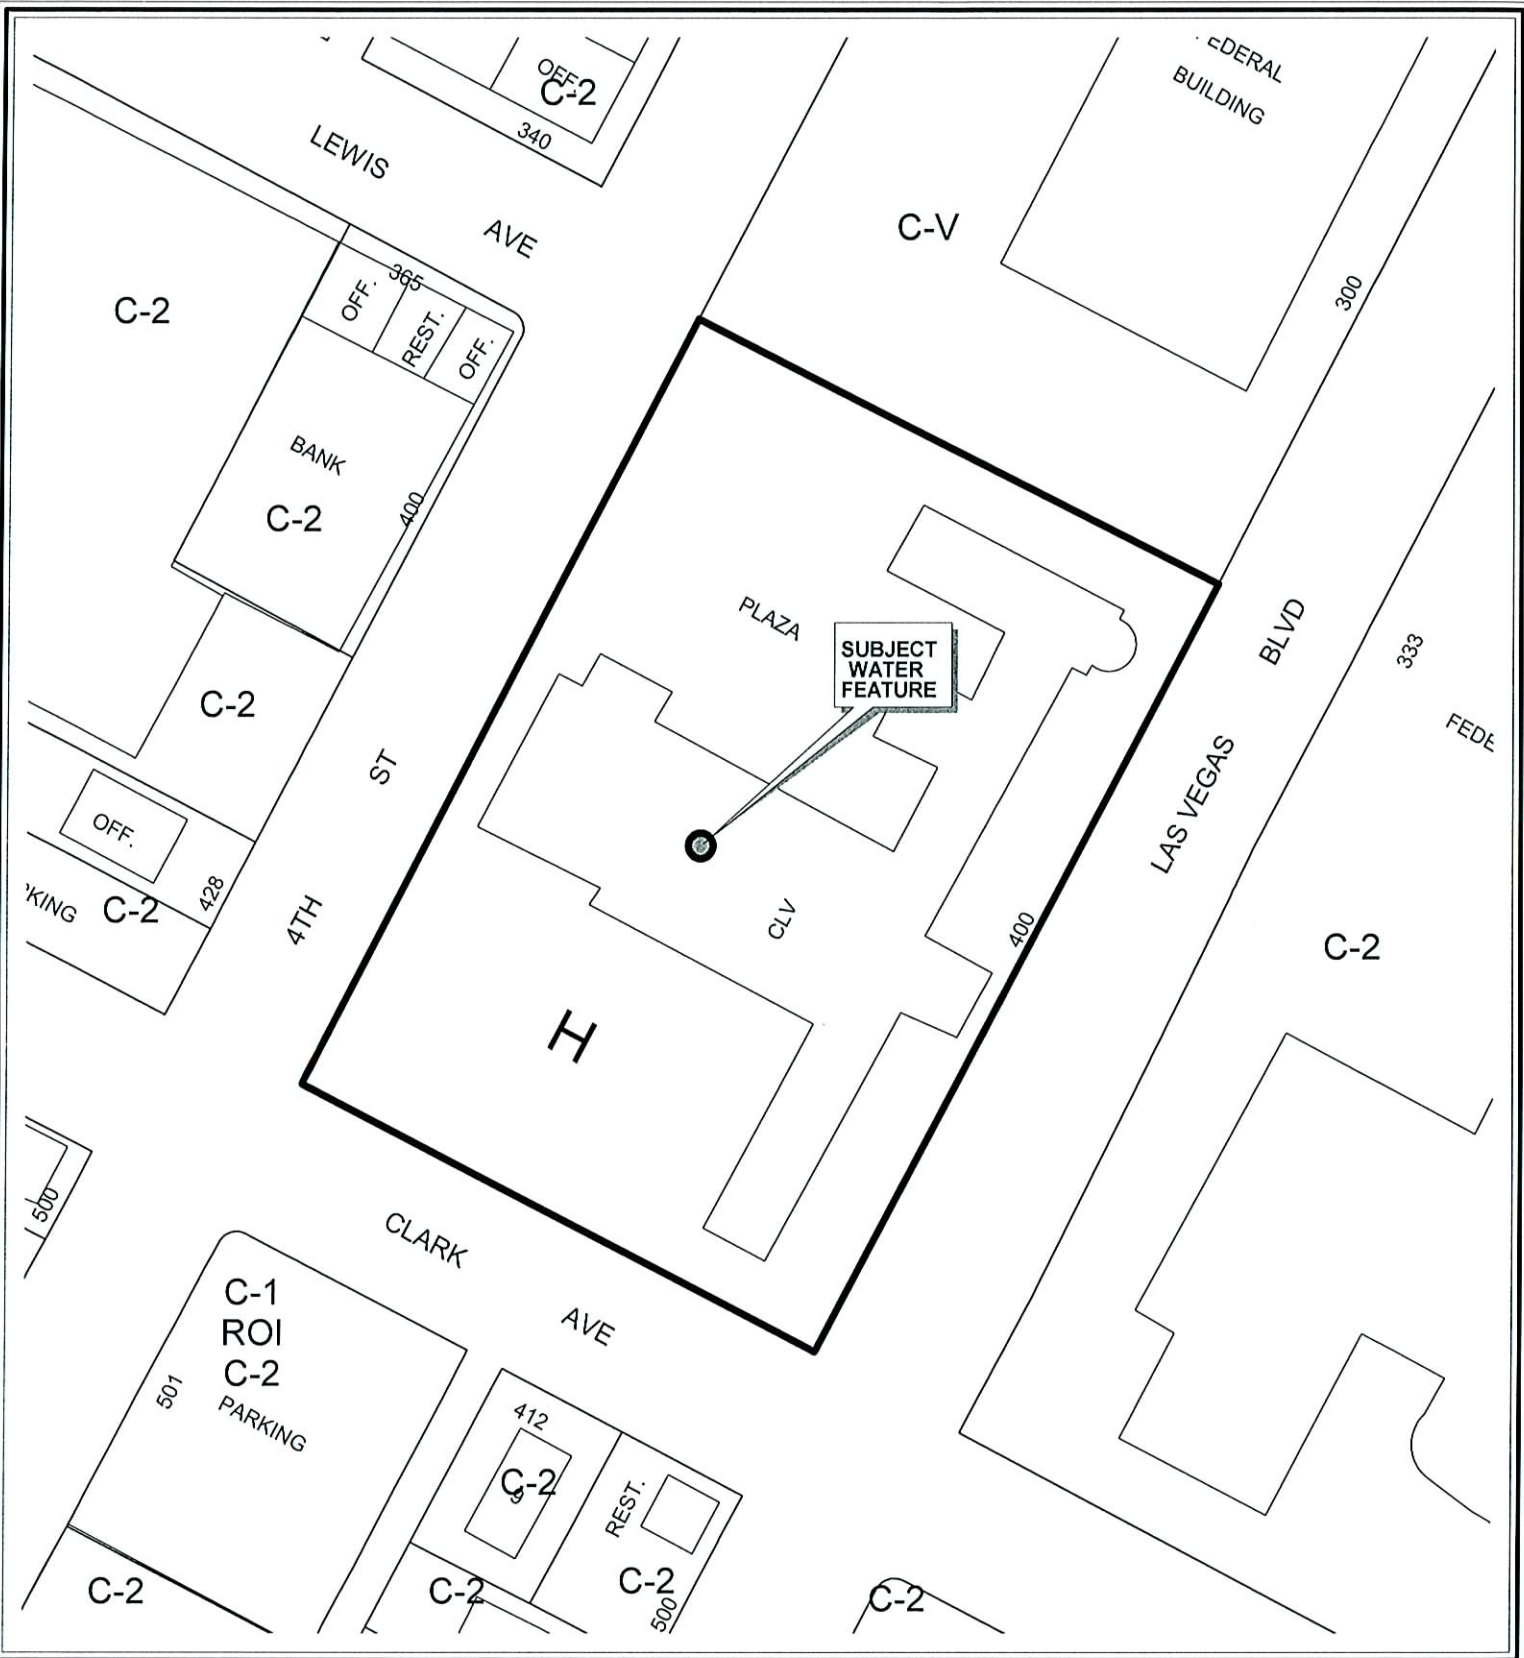 OFF.
C-2
340
EDERAL
BUILDING
LEWIS
AVE
C-V
365
OFF.
REST.
OFF.
C-2
300
BANK
C-2
400
PLAZA
SUBJECT
WATER
FEATURE
BLVD
333
FEDE
C-2
ST
LAS VEGAS
OFF.
428
KING
C-2
4TH
CLV
400
C-2
H
500
CLARK
AVE
C-1
ROI
C-2
PARKING
501
412
C-2
9
REST.
C-2
C-2
C-2
500
C-2